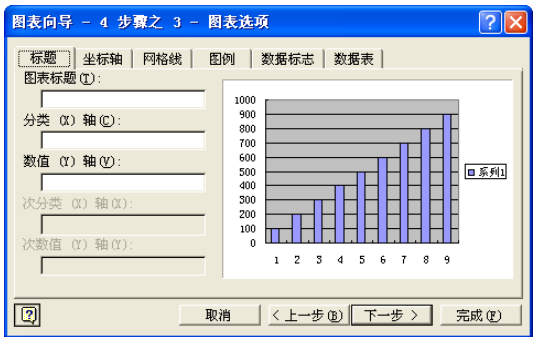 图表向导 - 4 步骤之 3 - 图表选项
标题 坐标轴 网格线 图例 数据标志 数据表
图表标题(T):
分类 (X) 轴(C):
数值 (Y) 轴(V):
次分类 (X) 轴(X):
次数值 (Y) 轴(Y):
1000
900
800
700
600
500
400
300
200
100
0
1 2 3 4 5 6 7 8 9
系列1
取消 < 上一步(B) 下一步 > 完成(F)